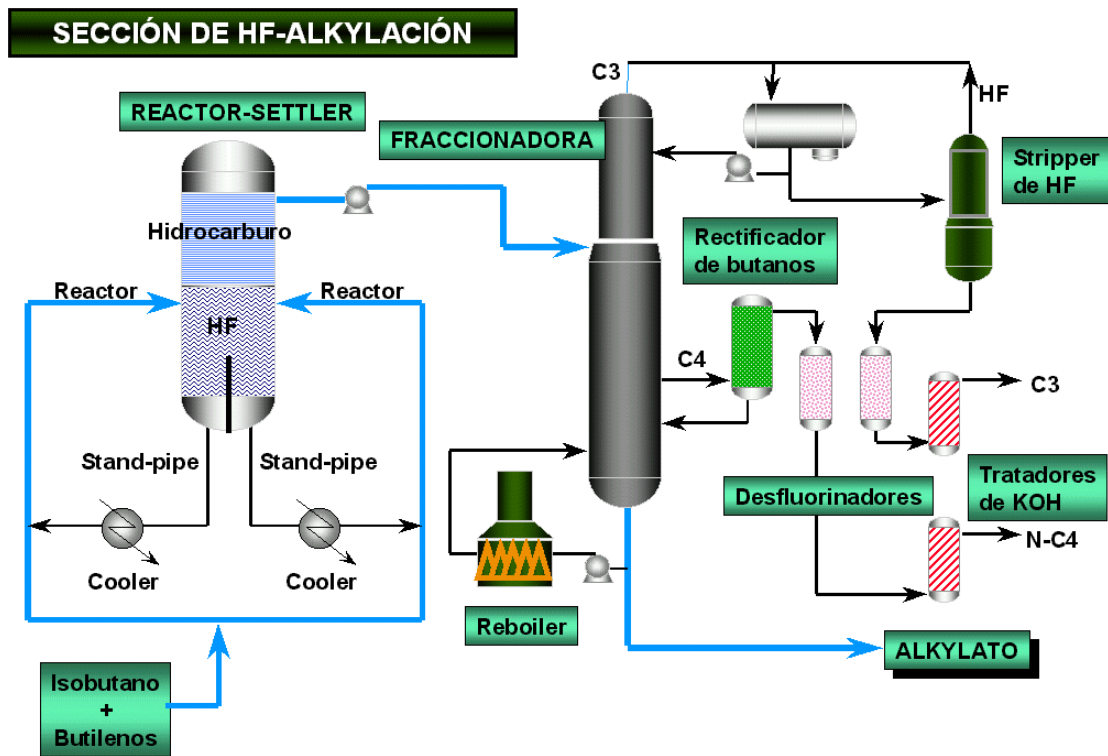 SECCIÓN DE HF-ALKYLACIÓN
REACTOR-SETTLER
Hidrocarburo
Reactor
Reactor
HF
Stand-pipe
Stand-pipe
Cooler
Cooler
Isobutano
+
Butilenos
C3
FRACCIONADORA
HF
Stripper
de HF
Rectificador
de butanos
C4
C3
Desfluorinadores
Tratadores
de KOH
N-C4
Reboiler
ALKYLATO